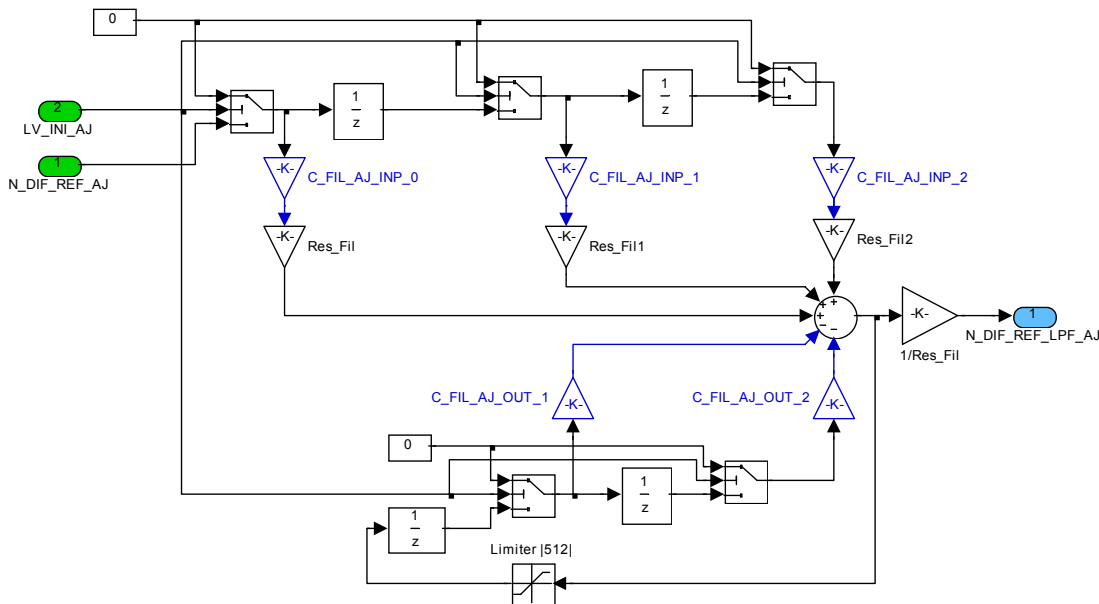 0
2
LV_INI_AJ
1
N_DIF_REF_AJ
1
z
1
z
-K-
C_FIL_AJ_INP_0
-K-
C_FIL_AJ_INP_1
-K-
C_FIL_AJ_INP_2
-K-
Res_Fil
-K-
Res_Fil1
-K-
Res_Fil2
+
+
+
−
−
-K-
1/Res_Fil
1
N_DIF_REF_LPF_AJ
C_FIL_AJ_OUT_1
-K-
C_FIL_AJ_OUT_2
-K-
0
1
z
1
z
Limiter |512|